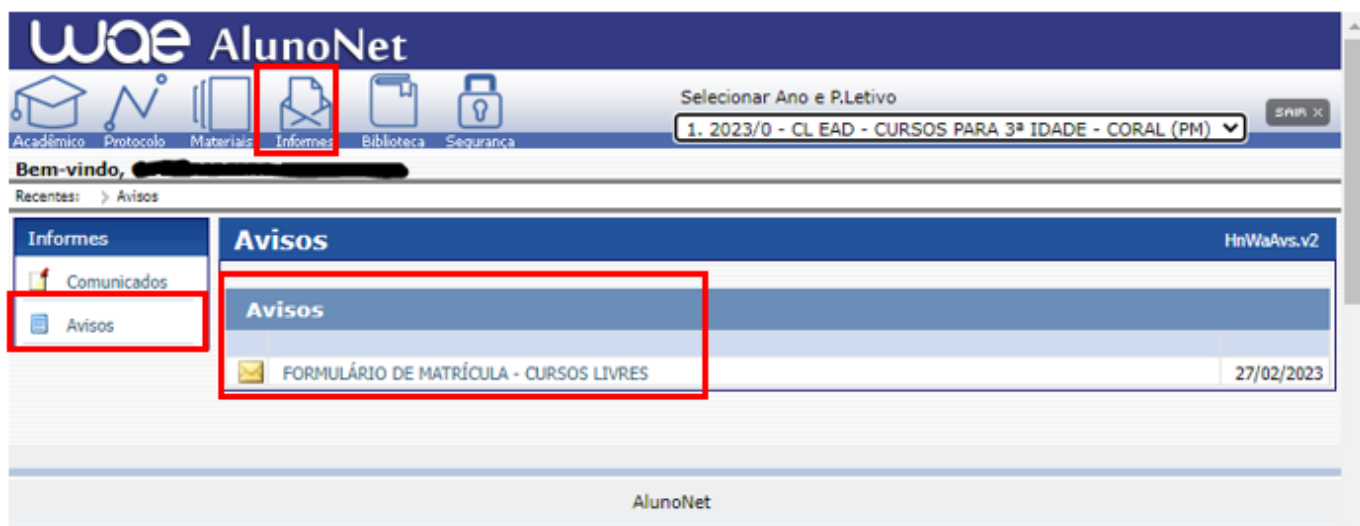 wae AlunoNet
Selecionar Ano e P.Letivo
SAIR X
1. 2023/0 - CL EAD - CURSOS PARA 3ª IDADE - CORAL (PM)
Acadêmico Protocolo Materiais Informes Biblioteca Segurança
Bem-vindo,
Recentes: > Avisos
Informes
Avisos HnWaAvs.v2
Comunicados
Avisos
Avisos
FORMULÁRIO DE MATRÍCULA - CURSOS LIVRES 27/02/2023
AlunoNet